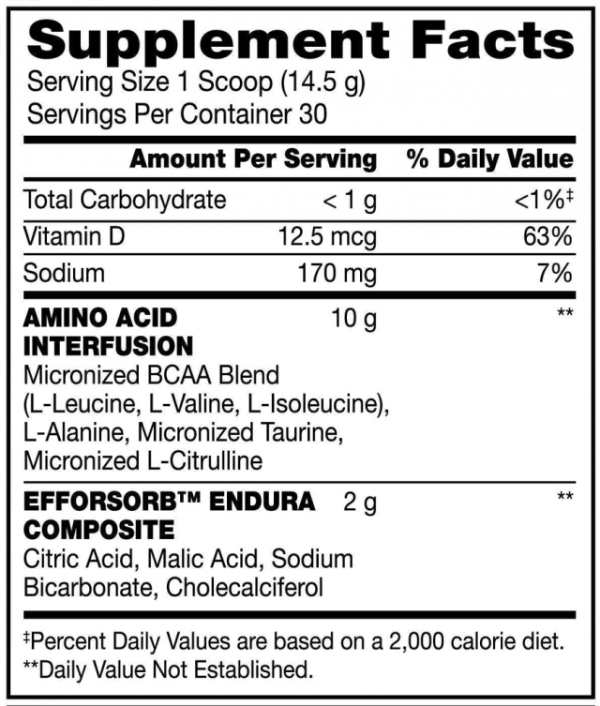 Supplement Facts
Serving Size 1 Scoop (14.5 g)
Servings Per Container 30
Amount Per Serving % Daily Value
Total Carbohydrate < 1 g <1%‡
Vitamin D 12.5 mcg 63%
Sodium 170 mg 7%
AMINO ACID 10 g **
INTERFUSION
Micronized BCAA Blend
(L-Leucine, L-Valine, L-Isoleucine),
L-Alanine, Micronized Taurine,
Micronized L-Citrulline
EFFORSORB™ ENDURA 2 g **
COMPOSITE
Citric Acid, Malic Acid, Sodium
Bicarbonate, Cholecalciferol
‡Percent Daily Values are based on a 2,000 calorie diet.
**Daily Value Not Established.